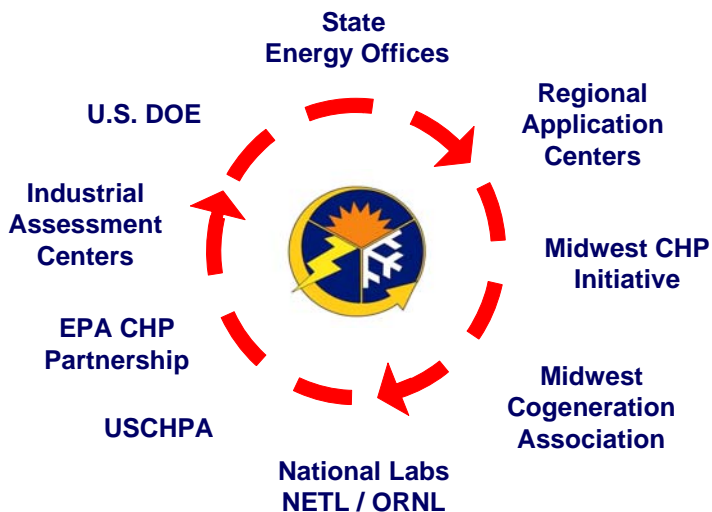 State
Energy Offices
Regional
Application
Centers
Midwest CHP
Initiative
Midwest
Cogeneration
Association
National Labs
NETL / ORNL
USCHPA
EPA CHP
Partnership
Industrial
Assessment
Centers
U.S. DOE